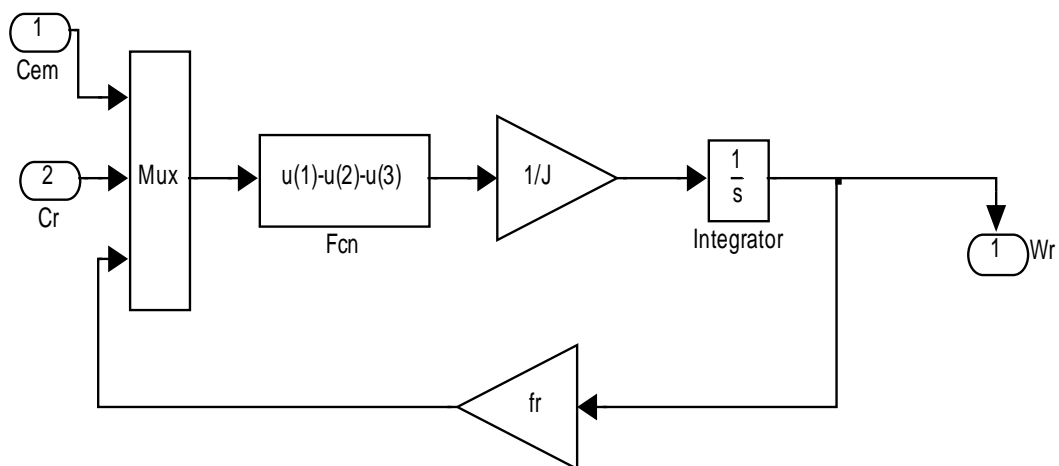 1
Cem
2
Cr
Mux
u(1)-u(2)-u(3)
Fcn
1/J
1
s
Integrator
1
Wr
fr